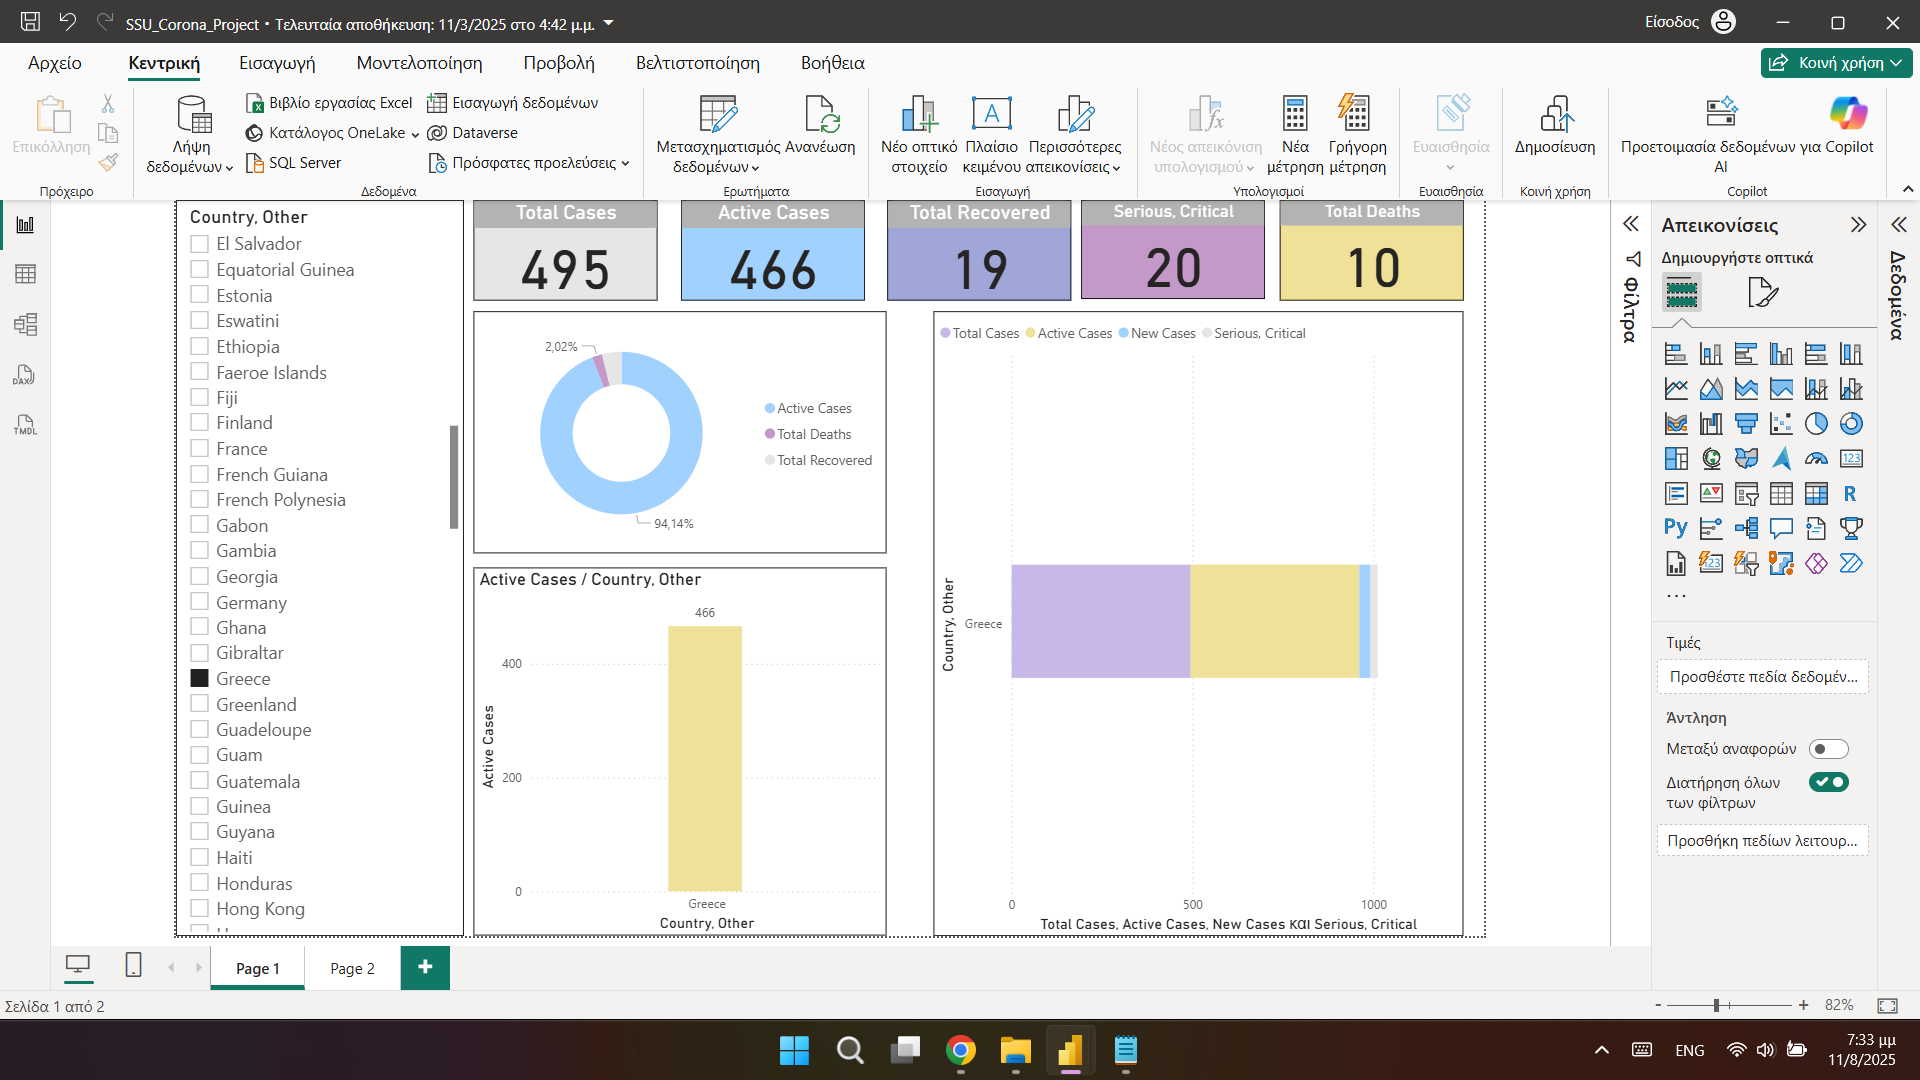 SSU_Corona_Project • Τελευταία αποθήκευση: 11/3/2025 στο 4:42 μ.μ.
Είσοδος
Αρχείο
Κεντρική
Εισαγωγή
Μοντελοποίηση
Προβολή
Βελτιστοποίηση
Βοήθεια
Κοινή χρήση
Επικόλληση
Πρόχειρο
Λήψη
δεδομένων
Βιβλίο εργασίας Excel
Κατάλογος OneLake
SQL Server
Εισαγωγή δεδομένων
Dataverse
Πρόσφατες προελεύσεις
Δεδομένα
Μετασχηματισμός
δεδομένων
Ανανέωση
Ερωτήματα
Νέο οπτικό
στοιχείο
Πλαίσιο
κειμένου
Περισσότερες
απεικονίσεις
Εισαγωγή
Νέος απεικόνιση
υπολογισμού
Νέα
μέτρηση
Γρήγορη
μέτρηση
Υπολογισμοί
Ευαισθησία
Ευαισθησία
Δημοσίευση
Κοινή χρήση
Προετοιμασία δεδομένων για
AI
Copilot
Copilot
DAX
TMDL
Country, Other
El Salvador
Equatorial Guinea
Estonia
Eswatini
Ethiopia
Faeroe Islands
Fiji
Finland
France
French Guiana
French Polynesia
Gabon
Gambia
Georgia
Germany
Ghana
Gibraltar
Greece
Greenland
Guadeloupe
Guam
Guatemala
Guinea
Guyana
Haiti
Honduras
Hong Kong
Total Cases
495
Active Cases
466
Total Recovered
19
Serious, Critical
20
Total Deaths
10
2,02%
94,14%
Active Cases
Total Deaths
Total Recovered
Active Cases / Country, Other
466
400
200
0
Active Cases
Greece
Country, Other
Total Cases Active Cases New Cases Serious, Critical
Country, Other
Greece
0
500
1000
Total Cases, Active Cases, New Cases και Serious, Critical
Φίλτρα
Απεικονίσεις
Δημιουργήστε οπτικά
123
R
Py
123
...
Τιμές
Προσθέστε πεδία δεδομέν...
Άντληση
Μεταξύ αναφορών
Διατήρηση όλων
των φίλτρων
Προσθήκη πεδίων λειτουρ...
Δεδομένα
Page 1
Page 2
+
Σελίδα 1 από 2
-
+
82%
ENG
7:33 μμ
11/8/2025